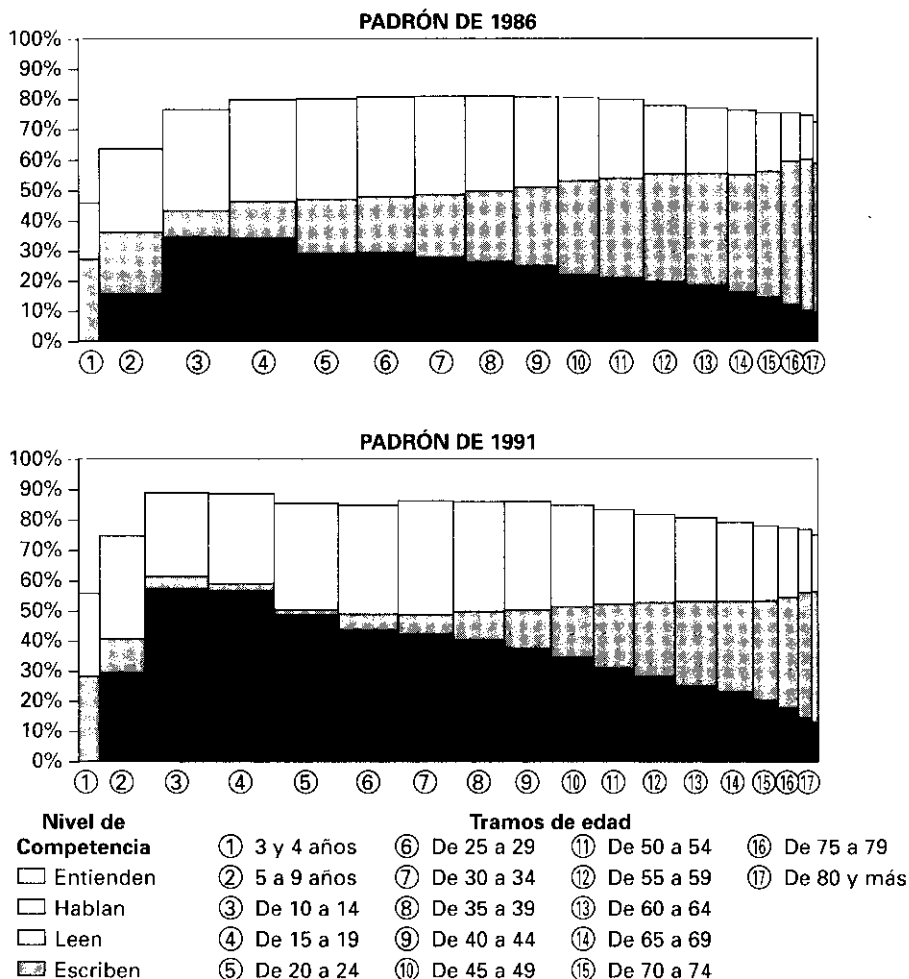 PADRÓN DE 1986
100%
90%
80%
70%
60%
50%
40%
30%
20%
10%
0%
① ② ③ ④ ⑤ ⑥ ⑦ ⑧ ⑨ ⑩ ⑪ ⑫ ⑬ ⑭ ⑮ ⑯ ⑰
PADRÓN DE 1991
100%
90%
80%
70%
60%
50%
40%
30%
20%
10%
0%
① ② ③ ④ ⑤ ⑥ ⑦ ⑧ ⑨ ⑩ ⑪ ⑫ ⑬ ⑭ ⑮ ⑯ ⑰
Nivel de
Competencia
Entienden
Hablan
Leen
Escriben
Tramos de edad
① 3 y 4 años
② 5 a 9 años
③ De 10 a 14
④ De 15 a 19
⑤ De 20 a 24
⑥ De 25 a 29
⑦ De 30 a 34
⑧ De 35 a 39
⑨ De 40 a 44
⑩ De 45 a 49
⑪ De 50 a 54
⑫ De 55 a 59
⑬ De 60 a 64
⑭ De 65 a 69
⑮ De 70 a 74
⑯ De 75 a 79
⑰ De 80 y más